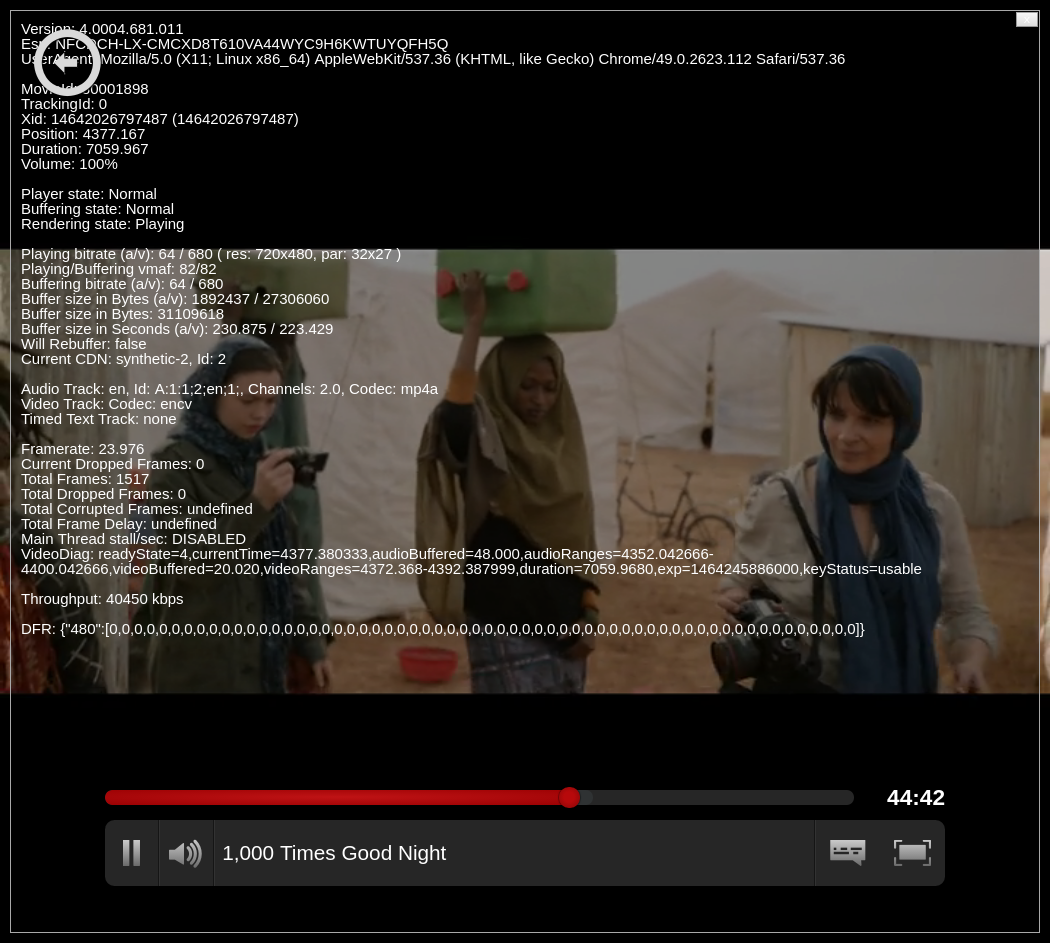 Version: 4.0004.681.011
Esn: NFCDCH-LX-CMCXD8T610VA44WYC9H6KWTUYQFH5Q
UserAgent: Mozilla/5.0 (X11; Linux x86_64) AppleWebKit/537.36 (KHTML, like Gecko) Chrome/49.0.2623.112 Safari/537.36
MovieId: 80001898
TrackingId: 0
Xid: 14642026797487 (14642026797487)
Position: 4377.167
Duration: 7059.967
Volume: 100%
Player state: Normal
Buffering state: Normal
Rendering state: Playing
Playing bitrate (a/v): 64 / 680 ( res: 720x480, par: 32x27 )
Playing/Buffering vmaf: 82/82
Buffering bitrate (a/v): 64 / 680
Buffer size in Bytes (a/v): 1892437 / 27306060
Buffer size in Bytes: 31109618
Buffer size in Seconds (a/v): 230.875 / 223.429
Will Rebuffer: false
Current CDN: synthetic-2, Id: 2
Audio Track: en, Id: A:1:1;2;en;1;, Channels: 2.0, Codec: mp4a
Video Track: Codec: encv
Timed Text Track: none
Framerate: 23.976
Current Dropped Frames: 0
Total Frames: 1517
Total Dropped Frames: 0
Total Corrupted Frames: undefined
Total Frame Delay: undefined
Main Thread stall/sec: DISABLED
VideoDiag: readyState=4,currentTime=4377.380333,audioBuffered=48.000,audioRanges=4352.042666-
4400.042666,videoBuffered=20.020,videoRanges=4372.368-4392.387999,duration=7059.9680,exp=1464245886000,keyStatus=usable
Throughput: 40450 kbps
DFR: {"480":[0,0,0,0,0,0,0,0,0,0,0,0,0,0,0,0,0,0,0,0,0,0,0,0,0,0,0,0,0,0,0,0,0,0,0,0,0,0,0,0,0,0,0,0,0,0,0,0,0,0,0,0,0,0,0,0,0,0,0,0]}
44:42
1,000 Times Good Night